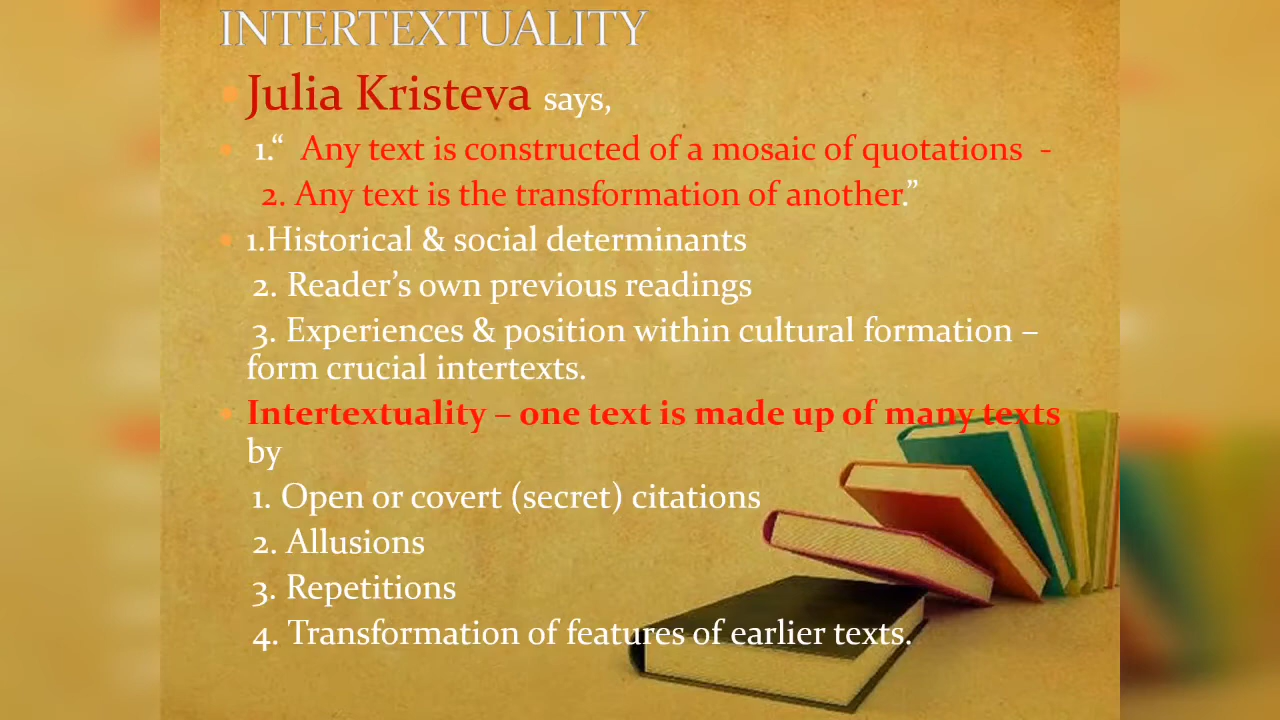 INTERTEXTUALITY
Julia Kristeva says,
1.“ Any text is constructed of a mosaic of quotations -
2. Any text is the transformation of another.”
1.Historical & social determinants
2. Reader’s own previous readings
3. Experiences & position within cultural formation –
form crucial intertexts.
Intertextuality – one text is made up of many texts
by
1. Open or covert (secret) citations
2. Allusions
3. Repetitions
4. Transformation of features of earlier texts.